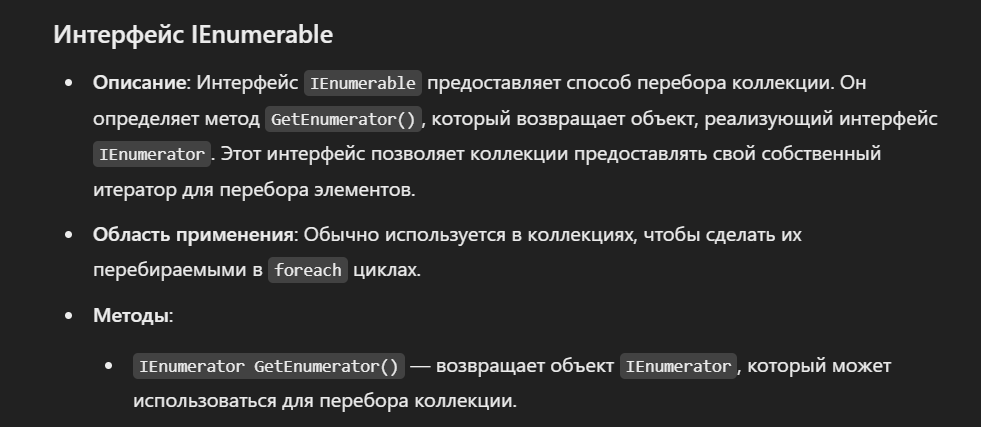 Интерфейс IEnumerable
• Описание: Интерфейс IEnumerable предоставляет способ перебора коллекции. Он
определяет метод GetEnumerator(), который возвращает объект, реализующий интерфейс
IEnumerator. Этот интерфейс позволяет коллекции предоставлять свой собственный
итератор для перебора элементов.
• Область применения: Обычно используется в коллекциях, чтобы сделать их
перебираемыми в foreach циклах.
• Методы:
• IEnumerator GetEnumerator() — возвращает объект IEnumerator, который может
использоваться для перебора коллекции.